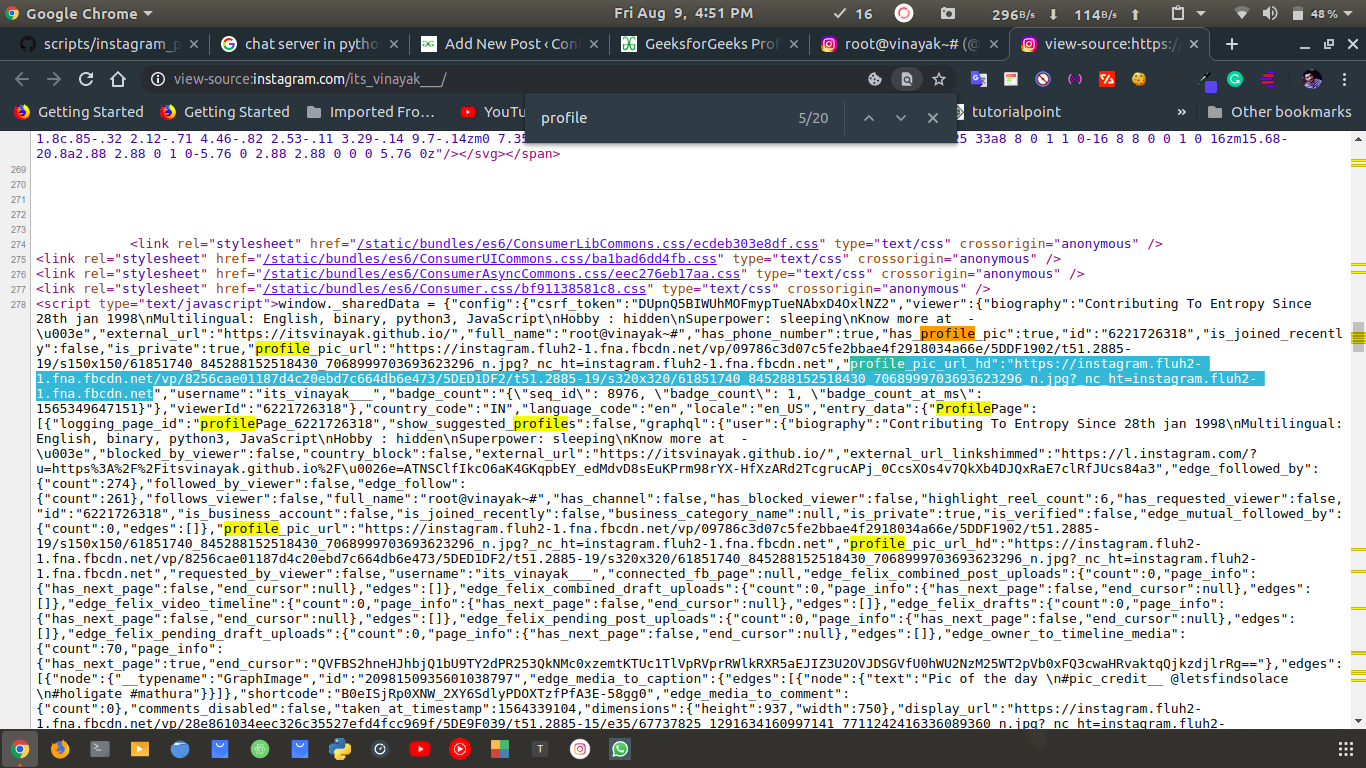 Google Chrome
Fri Aug 9, 4:51 PM
16
296B/s
114B/s
48%
scripts/instagram_p
chat server in pytho
Add New Post ‹ Con
GeeksforGeeks Prof
root@vinayak~# (@
view-source:https:/
view-source:instagram.com/its_vinayak___/
Getting Started
Getting Started
Imported Fro…
YouTu
tutorialpoint
»
Other bookmarks
profile
5/20
1.8c.85-.32 2.12-.71 4.46-.82 2.53-.11 3.29-.14 9.7-.14zm0 7.35
25 33a8 8 0 1 1 0-16 8 8 0 0 1 0 16zm15.68-
20.8a2.88 2.88 0 1 0-5.76 0 2.88 2.88 0 0 0 5.76 0z"/></svg></span>
269
270
271
272
273
274 <link rel="stylesheet" href="/static/bundles/es6/ConsumerLibCommons.css/ecdeb303e8df.css" type="text/css" crossorigin="anonymous" />
275 <link rel="stylesheet" href="/static/bundles/es6/ConsumerUICommons.css/ba1bad6dd4fb.css" type="text/css" crossorigin="anonymous" />
276 <link rel="stylesheet" href="/static/bundles/es6/ConsumerAsyncCommons.css/eec276eb17aa.css" type="text/css" crossorigin="anonymous" />
277 <link rel="stylesheet" href="/static/bundles/es6/Consumer.css/bf91138581c8.css" type="text/css" crossorigin="anonymous" />
278 <script type="text/javascript">window._sharedData = {"config":{"csrf_token":"DUpnQ5BIWUhMOFmypTueNAbxD4OxlNZ2","viewer":{"biography":"Contributing To Entropy Since
28th jan 1998\nMultilingual: English, binary, python3, JavaScript\nHobby : hidden\nSuperpower: sleeping\nKnow more at  -
\u003e","external_url":"https://itsvinayak.github.io/","full_name":"root@vinayak~#","has_phone_number":true,"has_profile_pic":true,"id":"6221726318","is_joined_recentl
y":false,"is_private":true,"profile_pic_url":"https://instagram.fluh2-1.fna.fbcdn.net/vp/09786c3d07c5fe2bbae4f2918034a66e/5DDF1902/t51.2885-
19/s150x150/61851740_845288152518430_7068999703693623296_n.jpg?_nc_ht=instagram.fluh2-1.fna.fbcdn.net","profile_pic_url_hd":"https://instagram.fluh2-
1.fna.fbcdn.net/vp/8256cae01187d4c20ebd7c664db6e473/5DED1DF2/t51.2885-19/s320x320/61851740_845288152518430_7068999703693623296_n.jpg?_nc_ht=instagram.fluh2-
1.fna.fbcdn.net","username":"its_vinayak___","badge_count":"{\"seq_id\": 8976, \"badge_count\": 1, \"badge_count_at_ms\":
1565349647151}"},"viewerId":"6221726318"},"country_code":"IN","language_code":"en","locale":"en_US","entry_data":{"ProfilePage":
[{"logging_page_id":"profilePage_6221726318","show_suggested_profiles":false,"graphql":{"user":{"biography":"Contributing To Entropy Since 28th jan 1998\nMultilingual:
English, binary, python3, JavaScript\nHobby : hidden\nSuperpower: sleeping\nKnow more at  -
\u003e","blocked_by_viewer":false,"country_block":false,"external_url":"https://itsvinayak.github.io/","external_url_linkshimmed":"https://l.instagram.com/?
u=https%3A%2F%2Fitsvinayak.github.io%2F\u0026e=ATNSClfIkcO6aK4GKqpbEY_edMdvD8sEuKPrm98rYX-HfXzARd2TcgrucAPj_0CcsXOs4v7QkXb4DJQxRaE7clRfJUcs84a3","edge_followed_by":
{"count":274},"followed_by_viewer":false,"edge_follow":
{"count":261},"follows_viewer":false,"full_name":"root@vinayak~#","has_channel":false,"has_blocked_viewer":false,"highlight_reel_count":6,"has_requested_viewer":false,
"id":"6221726318","is_business_account":false,"is_joined_recently":false,"business_category_name":null,"is_private":true,"is_verified":false,"edge_mutual_followed_by":
{"count":0,"edges":[]},"profile_pic_url":"https://instagram.fluh2-1.fna.fbcdn.net/vp/09786c3d07c5fe2bbae4f2918034a66e/5DDF1902/t51.2885-
19/s150x150/61851740_845288152518430_7068999703693623296_n.jpg?_nc_ht=instagram.fluh2-1.fna.fbcdn.net","profile_pic_url_hd":"https://instagram.fluh2-
1.fna.fbcdn.net/vp/8256cae01187d4c20ebd7c664db6e473/5DED1DF2/t51.2885-19/s320x320/61851740_845288152518430_7068999703693623296_n.jpg?_nc_ht=instagram.fluh2-
1.fna.fbcdn.net","requested_by_viewer":false,"username":"its_vinayak___","connected_fb_page":null,"edge_felix_combined_post_uploads":{"count":0,"page_info":
{"has_next_page":false,"end_cursor":null},"edges":[]},"edge_felix_combined_draft_uploads":{"count":0,"page_info":{"has_next_page":false,"end_cursor":null},"edges":
[]},"edge_felix_video_timeline":{"count":0,"page_info":{"has_next_page":false,"end_cursor":null},"edges":[]},"edge_felix_drafts":{"count":0,"page_info":
{"has_next_page":false,"end_cursor":null},"edges":[]},"edge_felix_pending_post_uploads":{"count":0,"page_info":{"has_next_page":false,"end_cursor":null},"edges":
[]},"edge_felix_pending_draft_uploads":{"count":0,"page_info":{"has_next_page":false,"end_cursor":null},"edges":[]},"edge_owner_to_timeline_media":
{"count":70,"page_info":
{"has_next_page":true,"end_cursor":"QVFBS2hneHJhbjQ1bU9TY2dPR253QkNMc0xzemtKTUc1TlVpRVprRWlkRXR5aEJIZ3U2OVJDSGVfU0hWU2NzM25WT2pVb0xFQ3cwaHRvaktqQjkzdjlrRg=="},"edges":
[{"node":{"__typename":"GraphImage","id":"2098150935601038797","edge_media_to_caption":{"edges":[{"node":{"text":"Pic of the day \n#pic_credit__ @letsfindsolace
\n#holigate #mathura"}}]},"shortcode":"B0eISjRp0XNW_2XY6SdlyPDOXTzfPfA3E-58gg0","edge_media_to_comment":
{"count":0},"comments_disabled":false,"taken_at_timestamp":1564339104,"dimensions":{"height":937,"width":750},"display_url":"https://instagram.fluh2-
1.fna.fbcdn.net/vp/28e861034eec326c35527efd4fcc969f/5DE9F039/t51.2885-15/e35/67737825_1291634160997141_7711242416336089360_n.jpg?_nc_ht=instagram.fluh2-